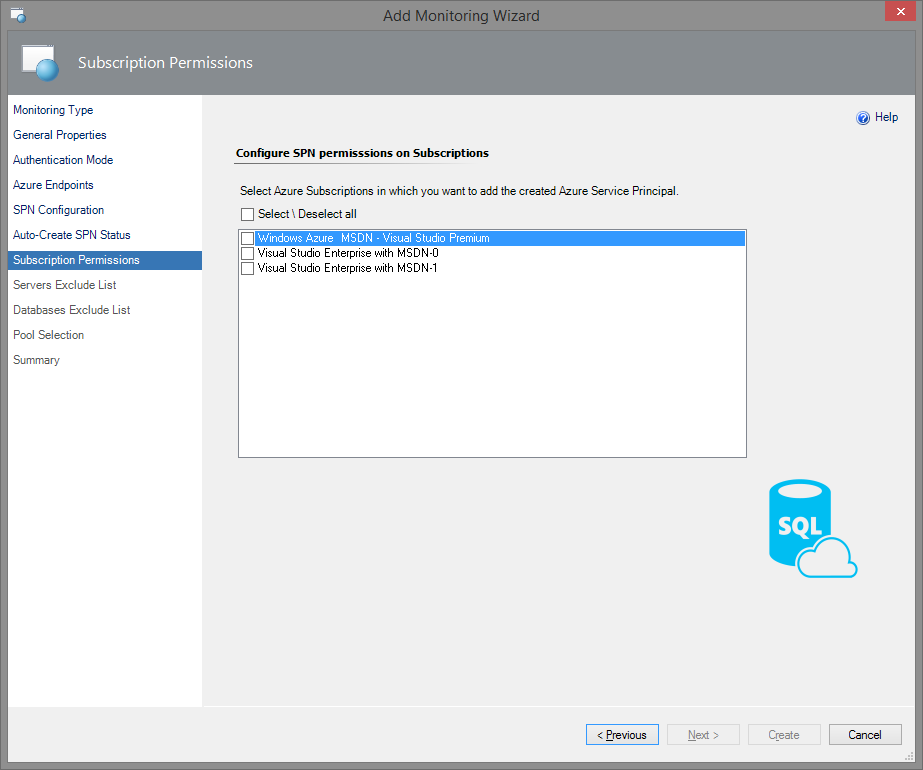 Add Monitoring Wizard
Subscription Permissions
Monitoring Type
General Properties
Authentication Mode
Azure Endpoints
SPN Configuration
Auto-Create SPN Status
Subscription Permissions
Servers Exclude List
Databases Exclude List
Pool Selection
Summary
Help
Configure SPN permisssions on Subscriptions
Select Azure Subscriptions in which you want to add the created Azure Service Principal.
Select \ Deselect all
Windows Azure  MSDN - Visual Studio Premium
Visual Studio Enterprise with MSDN-0
Visual Studio Enterprise with MSDN-1
SQL
< Previous
Next >
Create
Cancel